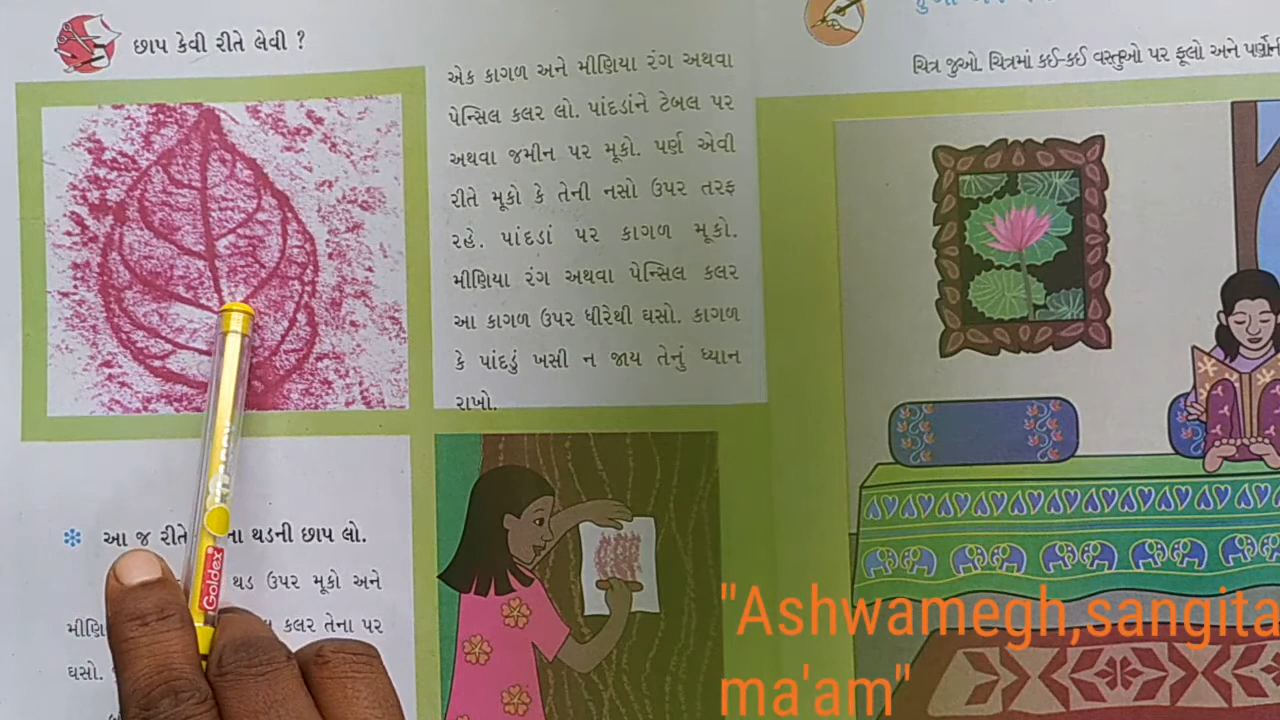 છાપ કેવી રીતે લેવી ?
એક કાગળ અને મીણિયા રંગ અથવા
પેન્સિલ કલર લો. પાંદડાંને ટેબલ પર
અથવા જમીન પર મૂકો. પર્ણ એવી
રીતે મૂકો કે તેની નસો ઉપર તરફ
રહે. પાંદડાં પર કાગળ મૂકો.
મીણિયા રંગ અથવા પેન્સિલ કલર
આ કાગળ ઉપર ધીરેથી ઘસો. કાગળ
કે પાંદડું ખસી ન જાય તેનું ધ્યાન
રાખો.
આ જ રીતે થડની છાપ લો.
થડ ઉપર મૂકો અને
કલર તેના પર
ઘસો.
ચિત્ર જુઓ. ચિત્રમાં કઈ-કઈ વસ્તુઓ પર ફૂલો અને
Goldex
"Ashwamegh,sangita
ma'am"